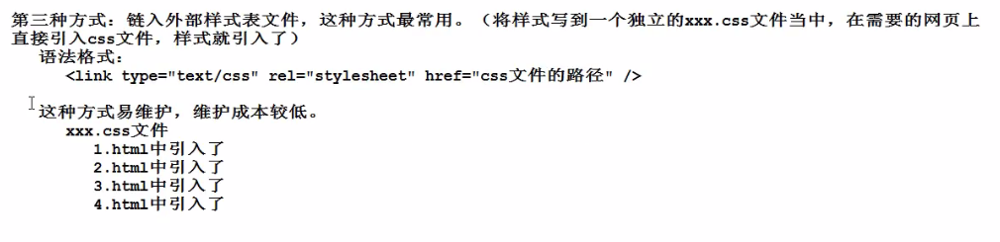 第三种方式：链入外部样式表文件，这种方式最常用。（将样式写到一个独立的xxx.css文件当中，在需要的网页上
直接引入css文件，样式就引入了）
语法格式：
<link type="text/css" rel="stylesheet" href="css文件的路径" />
这种方式易维护，维护成本较低。
xxx.css文件
1.html中引入了
2.html中引入了
3.html中引入了
4.html中引入了